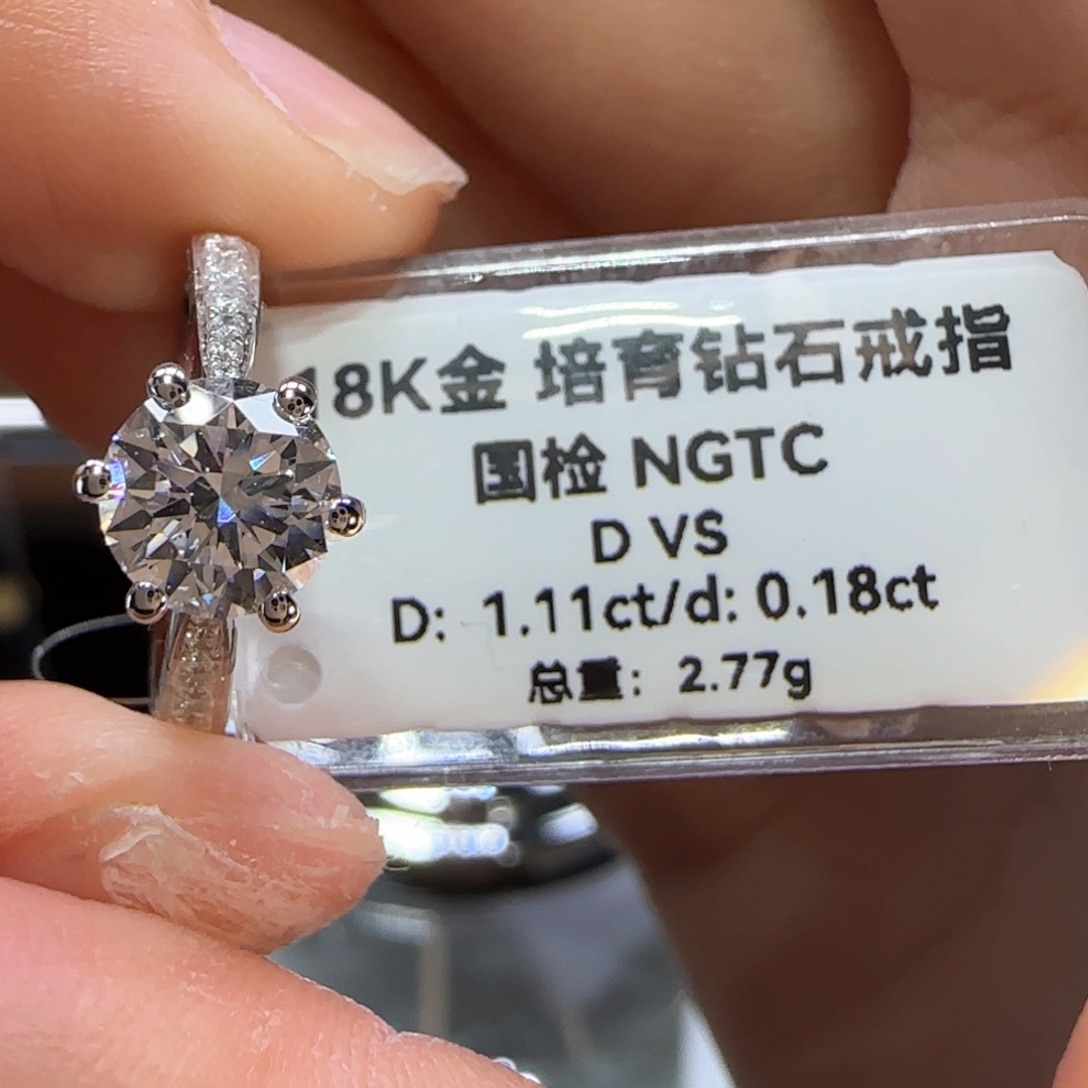 18K金 培育钻石戒指
国检 NGTC
D VS
D: 1.11ct/d: 0.18ct
总重: 2.77g